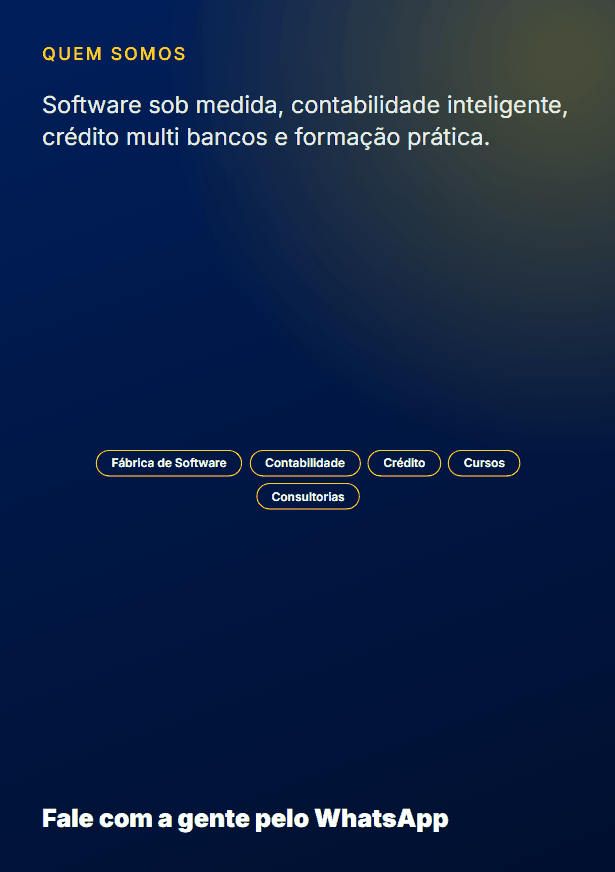 QUEM SOMOS
Software sob medida, contabilidade inteligente,
crédito multi bancos e formação prática.
Fábrica de Software Contabilidade Crédito Cursos
Consultorias
Fale com a gente pelo WhatsApp